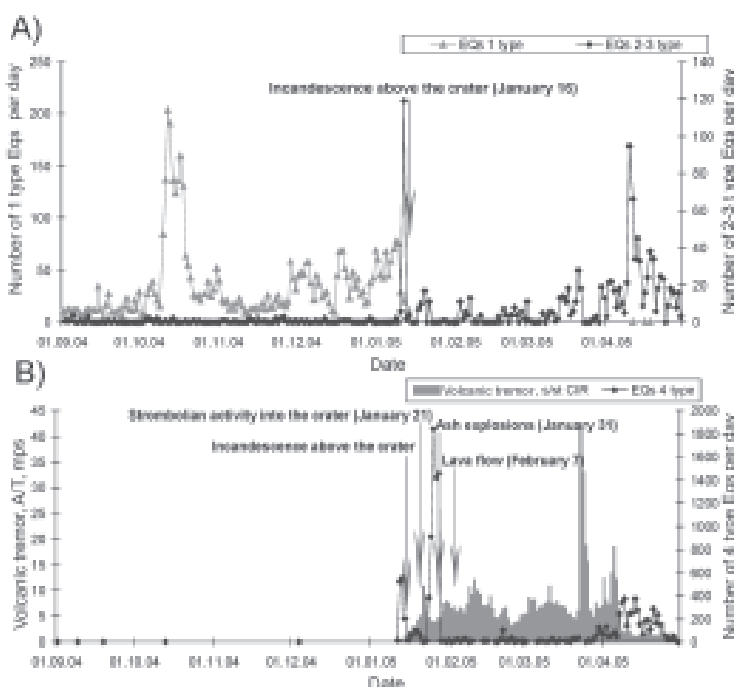 A)
EQs 1 type EQs 2-3 type
Number of 1 type Eqs per day
250
200
150
100
50
0
Incandescence above the crater (January 16)
140
120
100
80
60
40
20
0
Number of 2-3 type Eqs per day
01.09.04 01.10.04 01.11.04 01.12.04 01.01.05 01.02.05 01.03.05 01.04.05
Date
B)
Volcanic tremor, s/st CIR EQs 4 type
Volcanic tremor, A/T, mps
45
40
35
30
25
20
15
10
5
0
Strombolian activity into the crater (January 21)
Ash explosions (January 31)
Incandescence above the crater
Lava flow (February 7)
2000
1800
1600
1400
1200
1000
800
600
400
200
0
Number of 4 type Eqs per day
01.09.04 01.10.04 01.11.04 01.12.04 01.01.05 01.02.05 01.03.05 01.04.05
Date